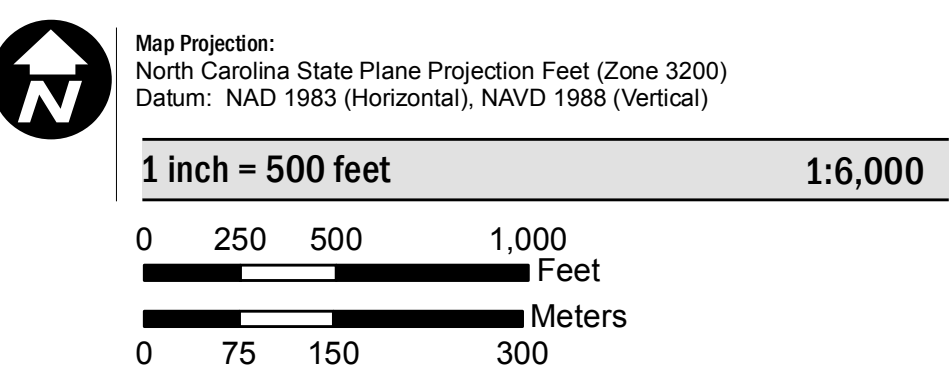 N
Map Projection:
North Carolina State Plane Projection Feet (Zone 3200)
Datum: NAD 1983 (Horizontal), NAVD 1988 (Vertical)
1 inch = 500 feet 1:6,000
0 250 500 1,000
Feet
Meters
0 75 150 300